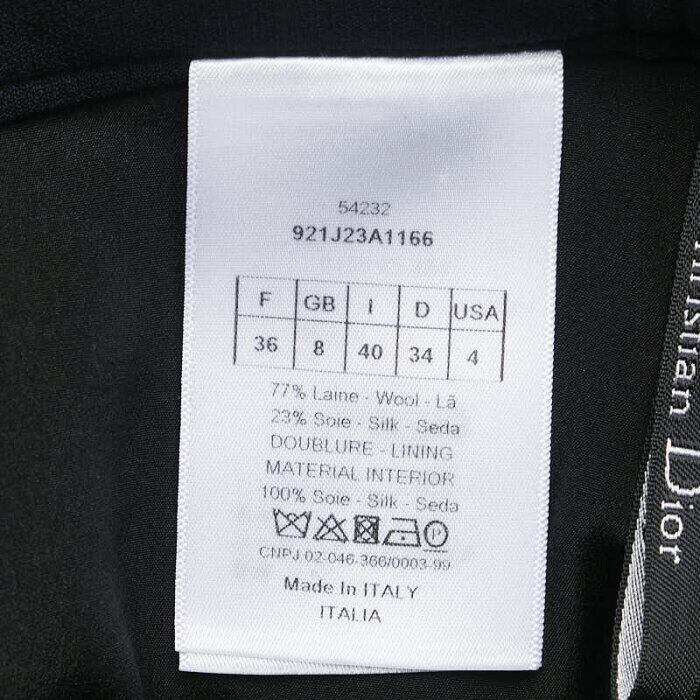 54232
921J23A1166
F GB I D USA
36 8 40 34 4
77% Laine - Wool - Lã
23% Soie - Silk - Seda
DOUBLURE - LINING
MATERIAL INTERIOR
100% Soie - Silk - Seda
P
CNPJ 02-046-366/0003-99
Made In ITALY
ITALIA
Christian Dior